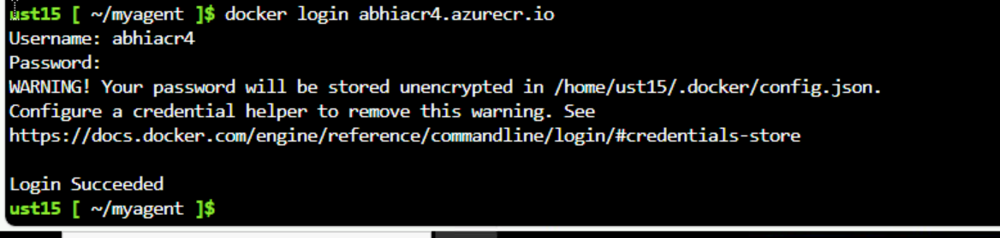 ust15 [ ~/myagent ]$ docker login abhiacr4.azurecr.io
Username: abhiacr4
Password:
WARNING! Your password will be stored unencrypted in /home/ust15/.docker/config.json.
Configure a credential helper to remove this warning. See
https://docs.docker.com/engine/reference/commandline/login/#credentials-store
Login Succeeded
ust15 [ ~/myagent ]$